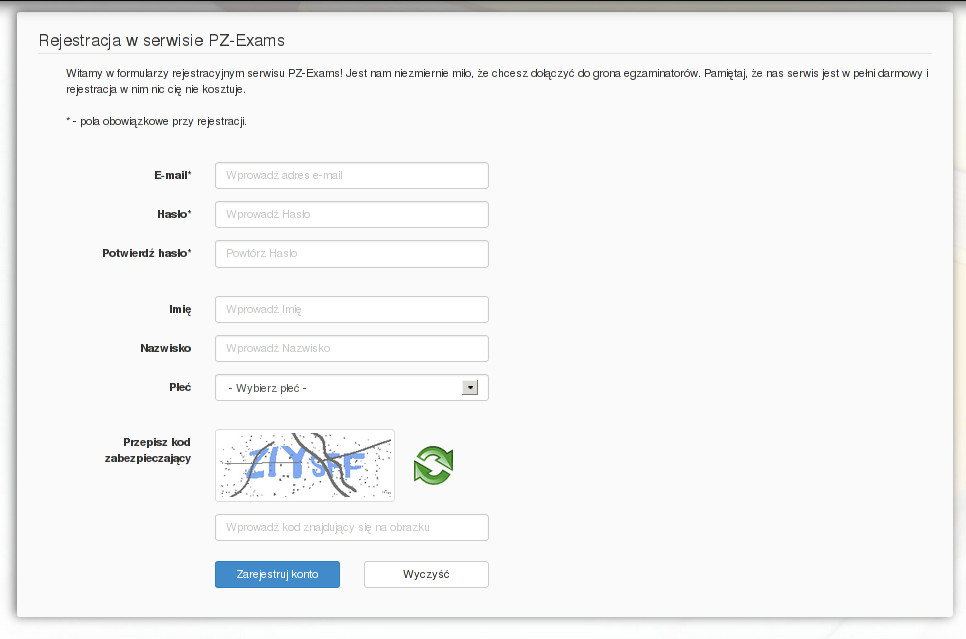 Rejestracja w serwisie PZ-Exams
Witamy w formularzy rejestracyjnym serwisu PZ-Exams! Jest nam niezmiernie miło, że chcesz dołączyć do grona egzaminatorów. Pamiętaj, że nas serwis jest w pełni darmowy i
rejestracja w nim nic cię nie kosztuje.
* - pola obowiązkowe przy rejestracji.
E-mail*
Wprowadź adres e-mail
Hasło*
Wprowadź Hasło
Potwierdź hasło*
Powtórz Hasło
Imię
Wprowadź Imię
Nazwisko
Wprowadź Nazwisko
Płeć
- Wybierz płeć -
Przepisz kod
zabezpieczający
Wprowadź kod znajdujący się na obrazku
Zarejestruj konto
Wyczyść